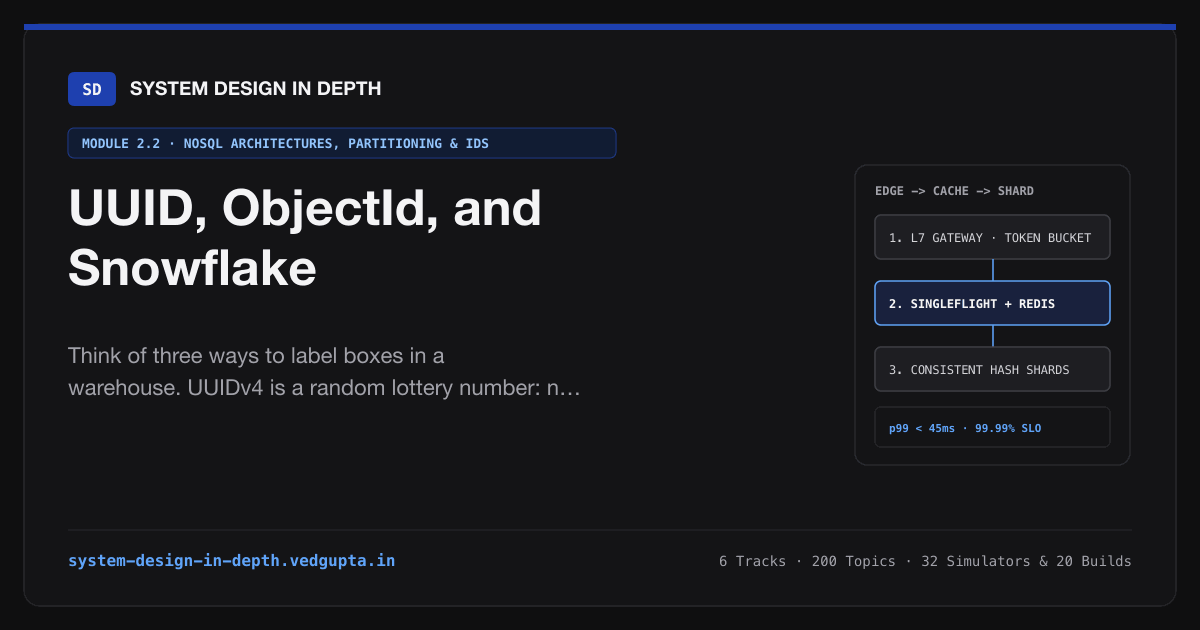 SD
SYSTEM DESIGN IN DEPTH
MODULE 2.2 · NOSQL ARCHITECTURES, PARTITIONING & IDS
UUID, ObjectId, and
Snowflake
Think of three ways to label boxes in a
warehouse. UUIDv4 is a random lottery number: n…
EDGE —> CACHE —> SHARD
1. L7 GATEWAY · TOKEN BUCKET
2. SINGLEFLIGHT + REDIS
3. CONSISTENT HASH SHARDS
p99 < 45ms · 99.99% SLO
system-design-in-depth.vedgupta.in
6 Tracks · 200 Topics · 32 Simulators & 20 Builds